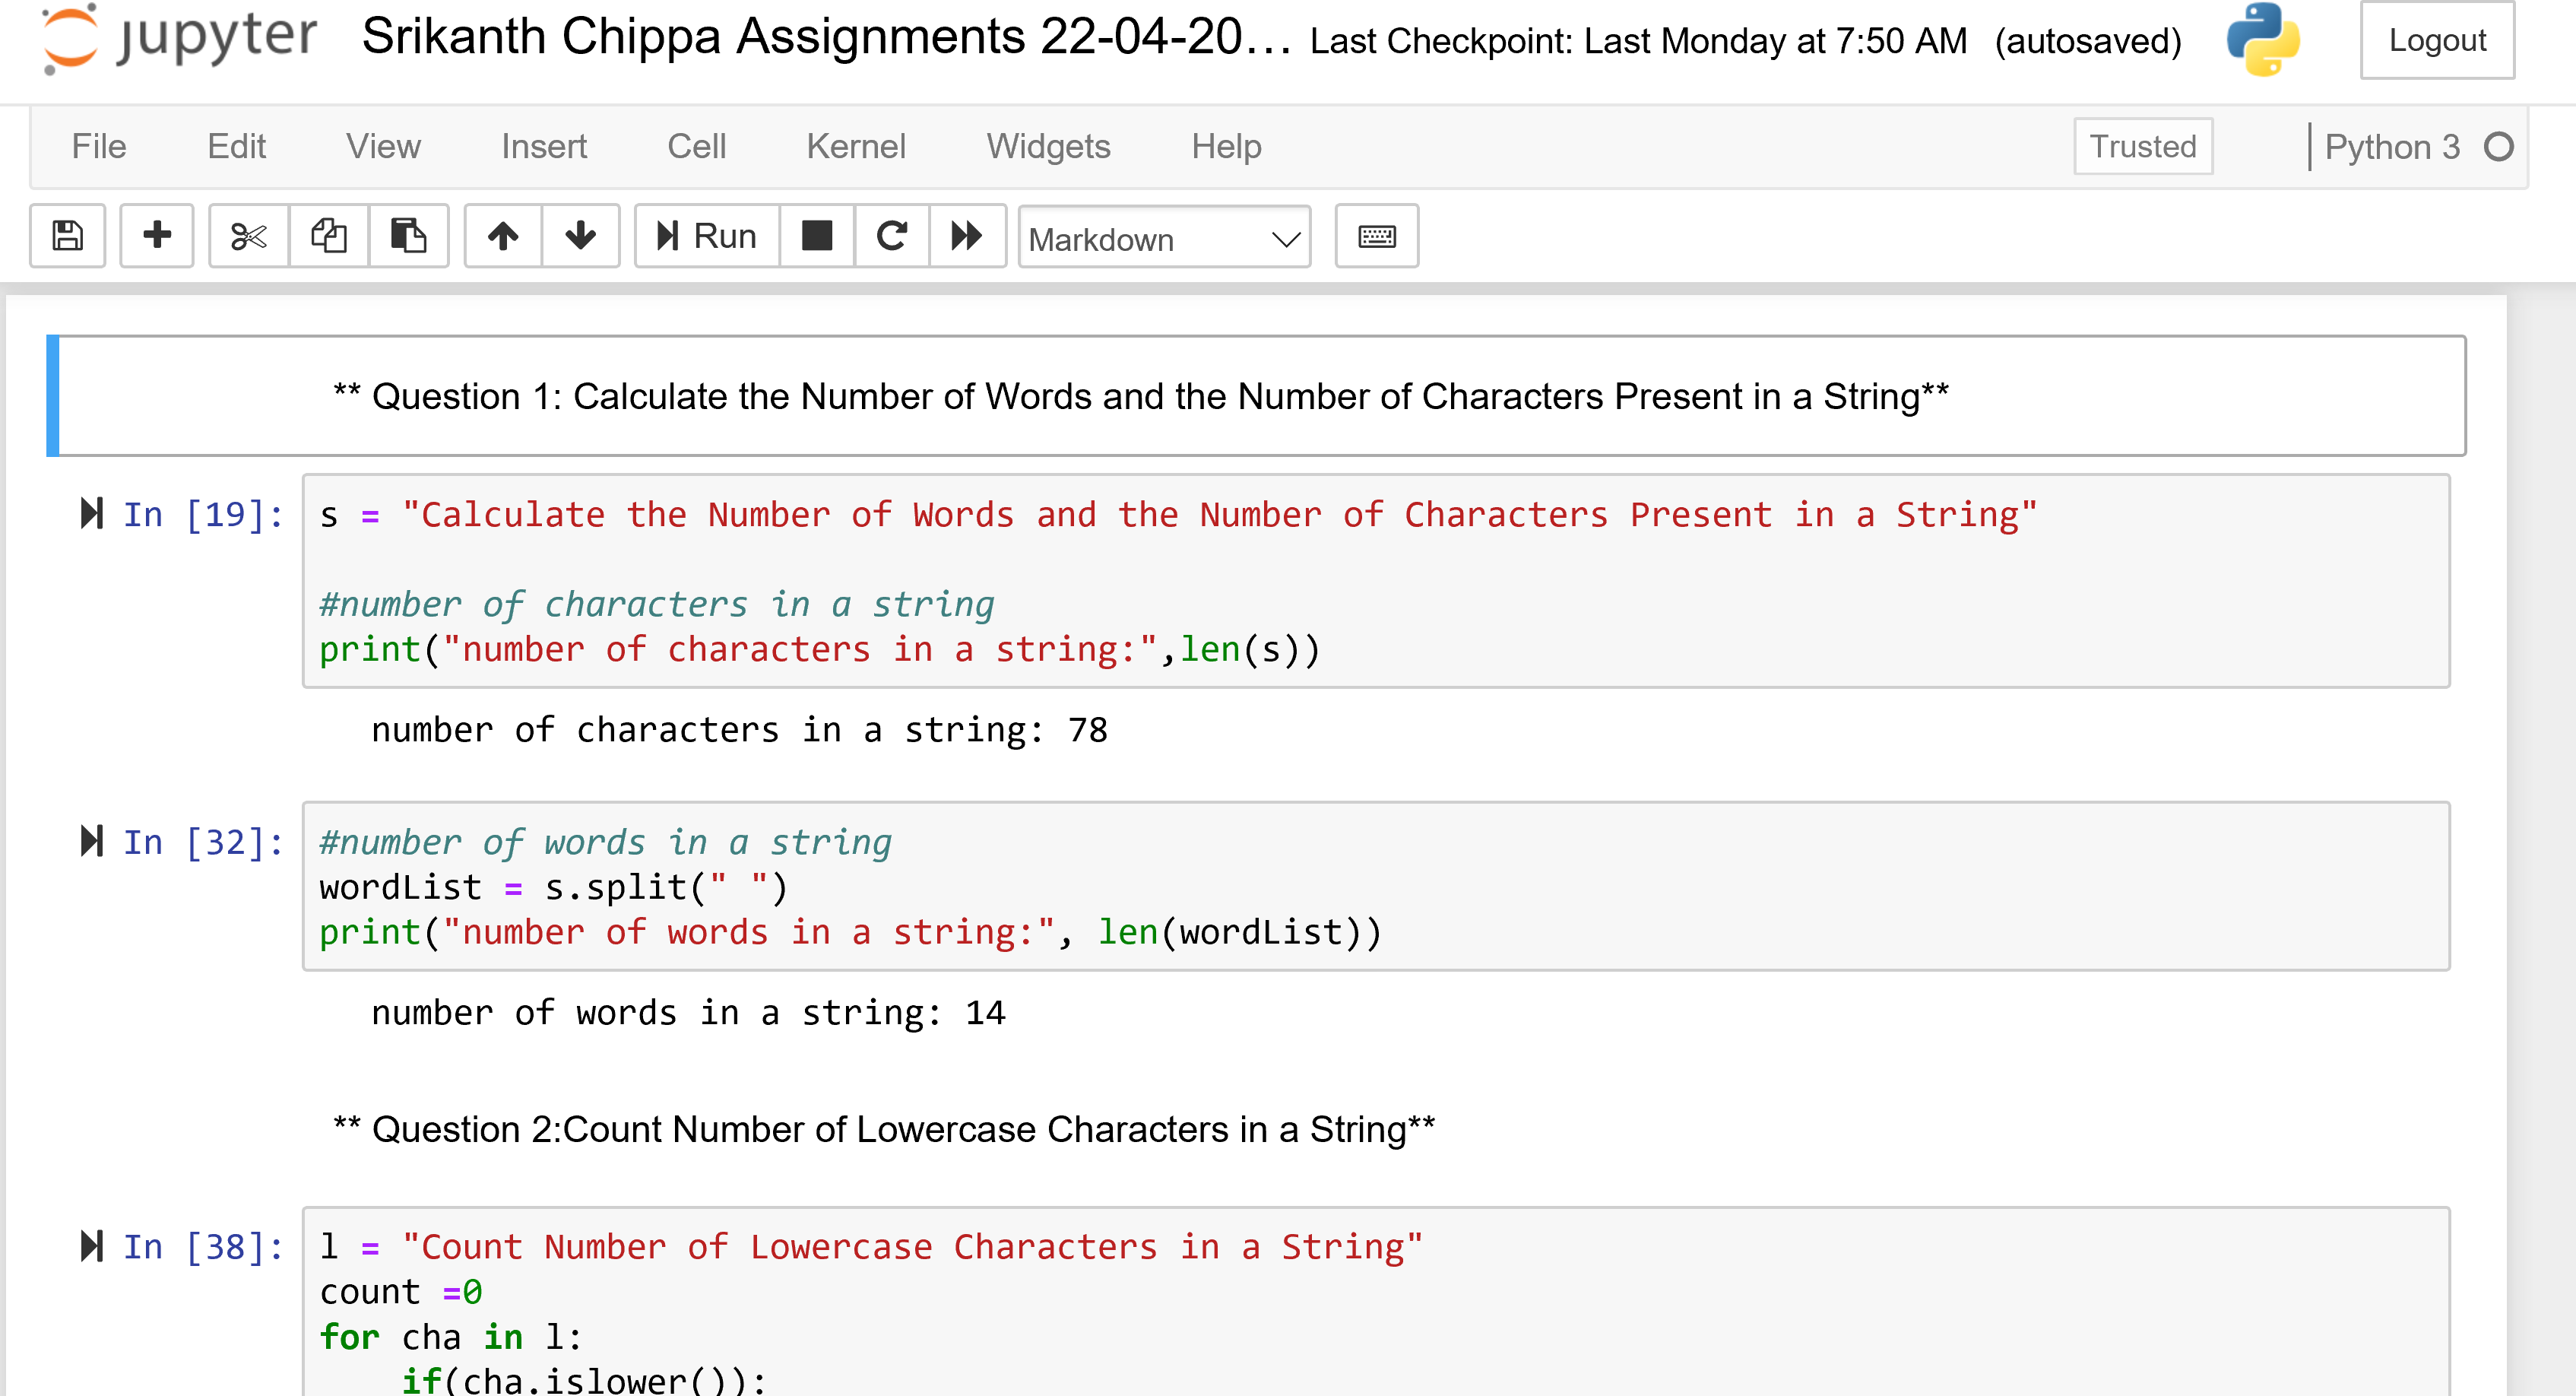 jupyter Srikanth Chippa Assignments 22-04-20... Last Checkpoint: Last Monday at 7:50 AM (autosaved) Logout
File Edit View Insert Cell Kernel Widgets Help Trusted Python 3
Run Markdown
** Question 1: Calculate the Number of Words and the Number of Characters Present in a String**
In [19]: s = "Calculate the Number of Words and the Number of Characters Present in a String"
#number of characters in a string
print("number of characters in a string:",len(s))
number of characters in a string: 78
In [32]: #number of words in a string
wordList = s.split(" ")
print("number of words in a string:", len(wordList))
number of words in a string: 14
** Question 2:Count Number of Lowercase Characters in a String**
In [38]: l = "Count Number of Lowercase Characters in a String"
count =0
for cha in l:
    if(cha.islower()):